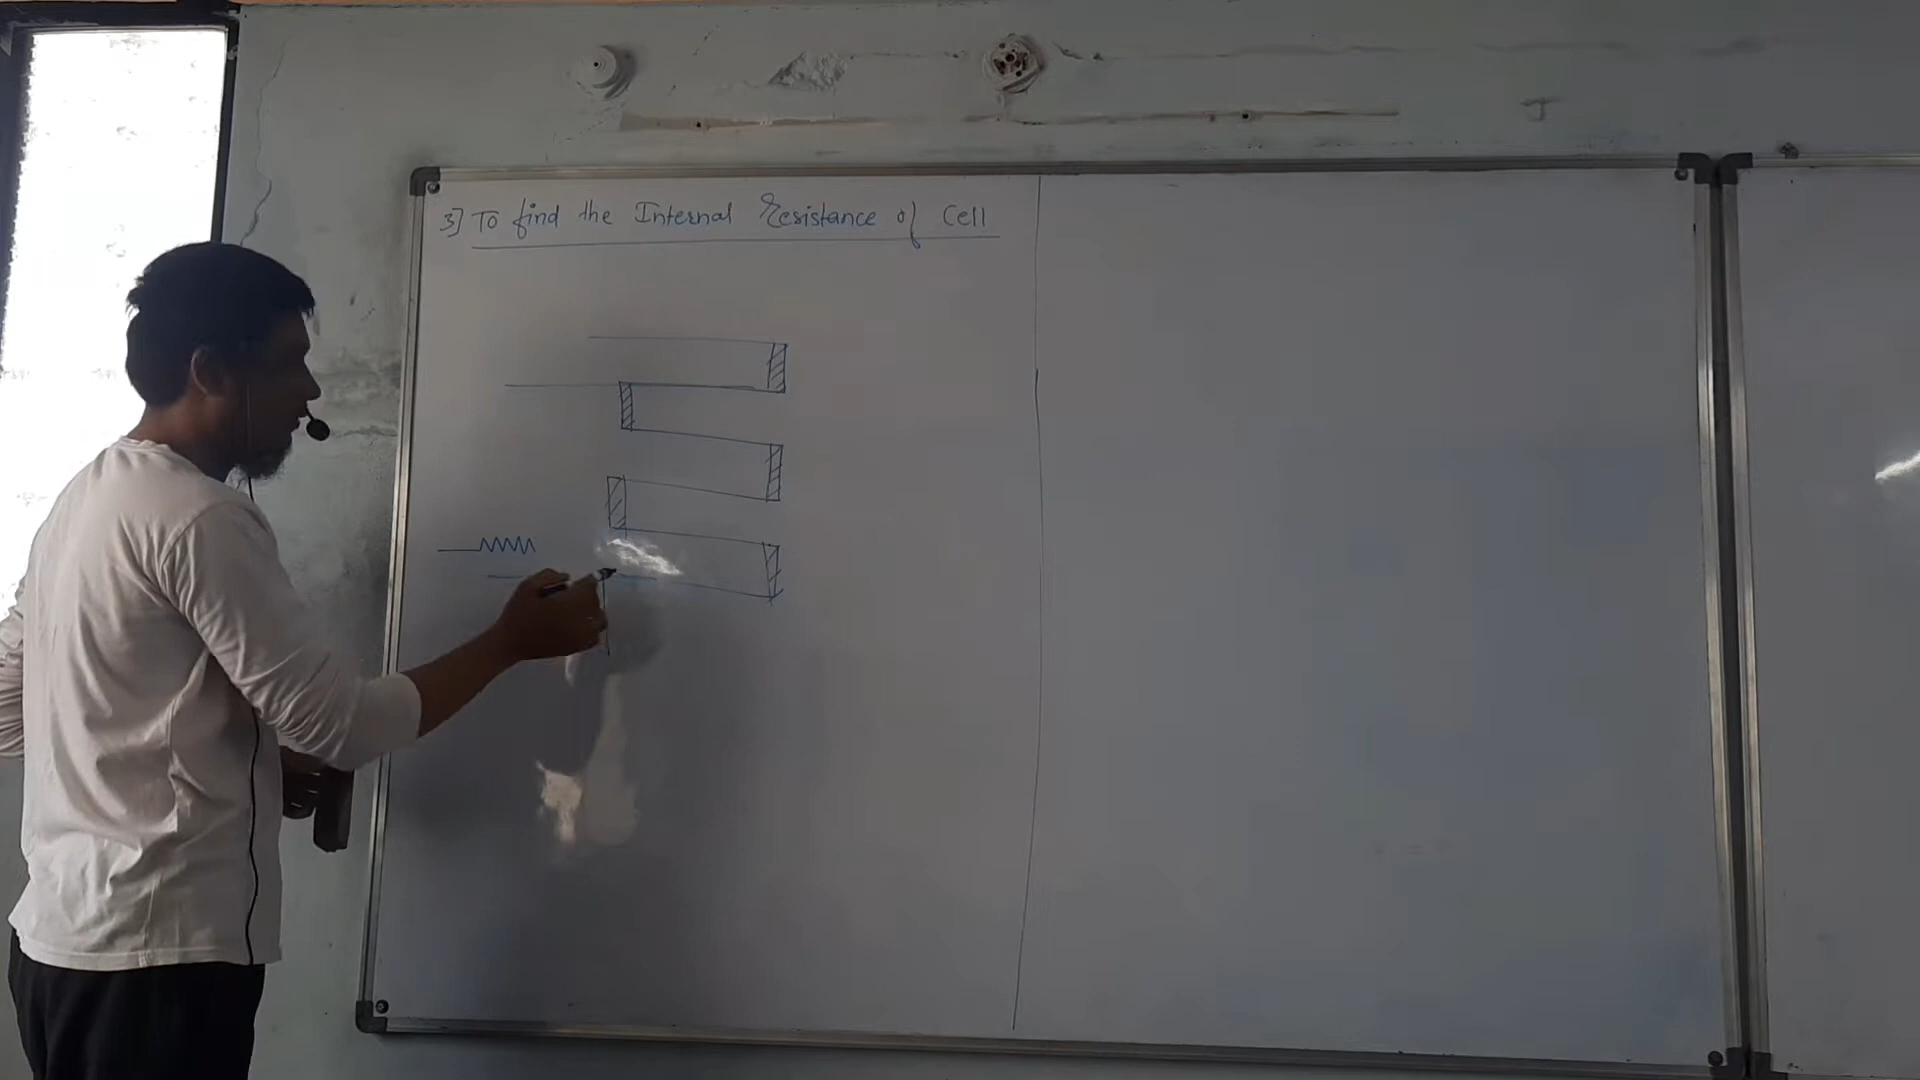 3] To find the Internal Resistance of Cell